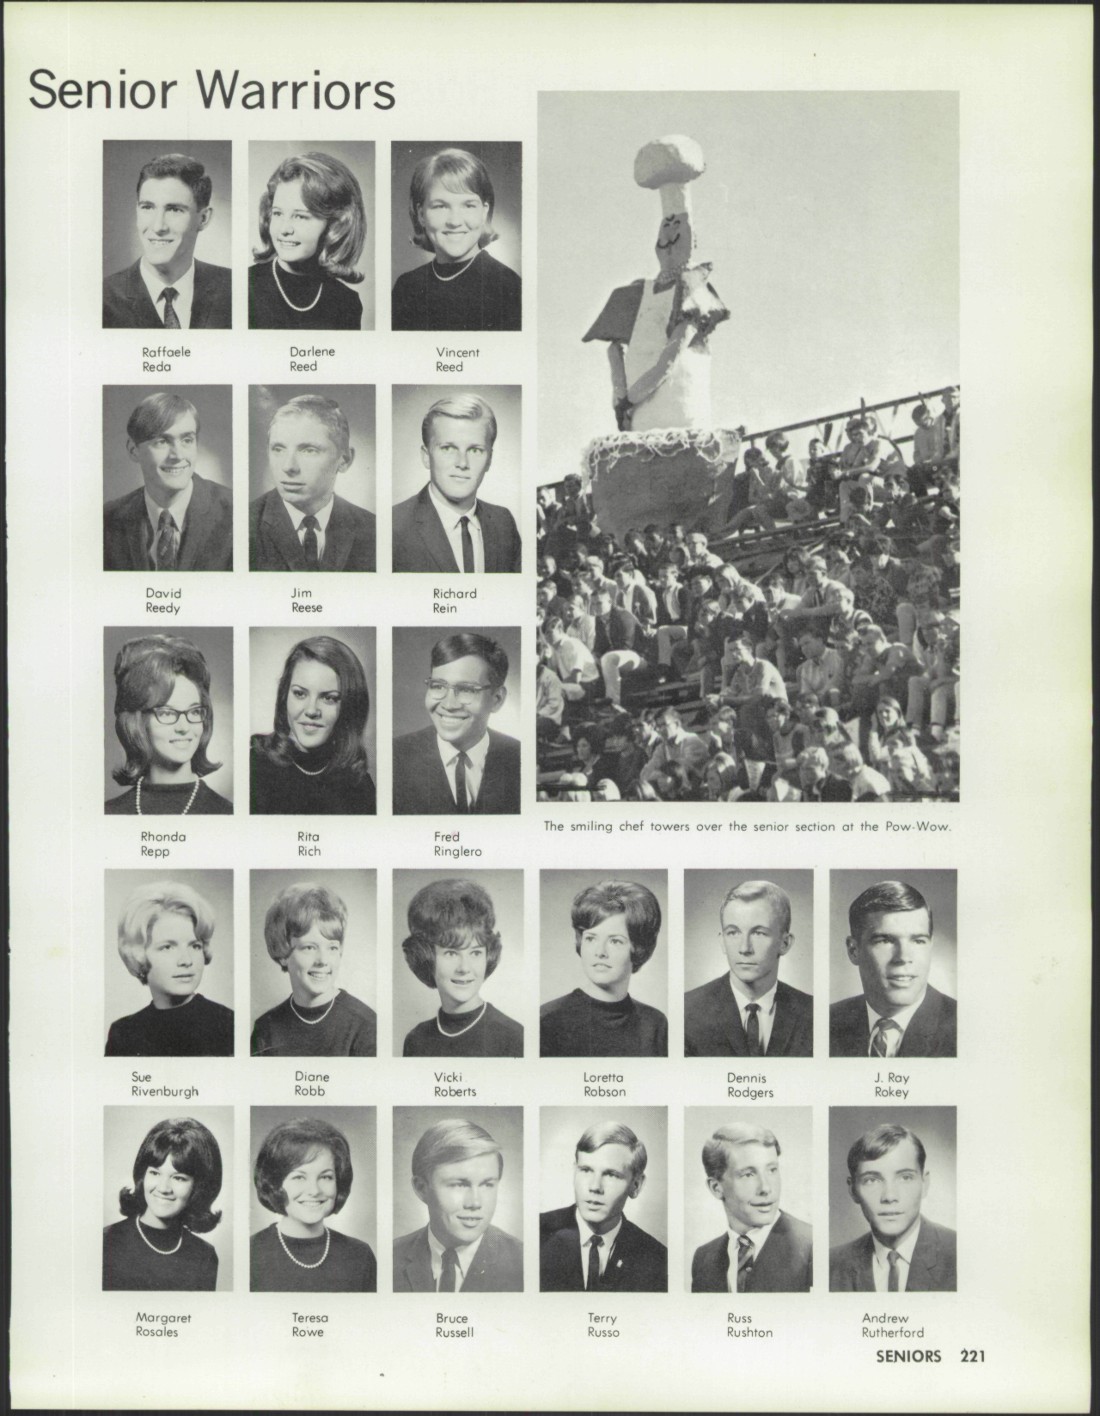 Senior Warriors
Raffaele
Reda
Darlene
Reed
Vincent
Reed
David
Reedy
Jim
Reese
Richard
Rein
Rhonda
Repp
Rita
Rich
Fred
Ringlero
The smiling chef towers over the senior section at the Pow-Wow.
Sue
Rivenburgh
Diane
Robb
Vicki
Roberts
Loretta
Robson
Dennis
Rodgers
J. Ray
Rokey
Margaret
Rosales
Teresa
Rowe
Bruce
Russell
Terry
Russo
Russ
Rushton
Andrew
Rutherford
SENIORS 221